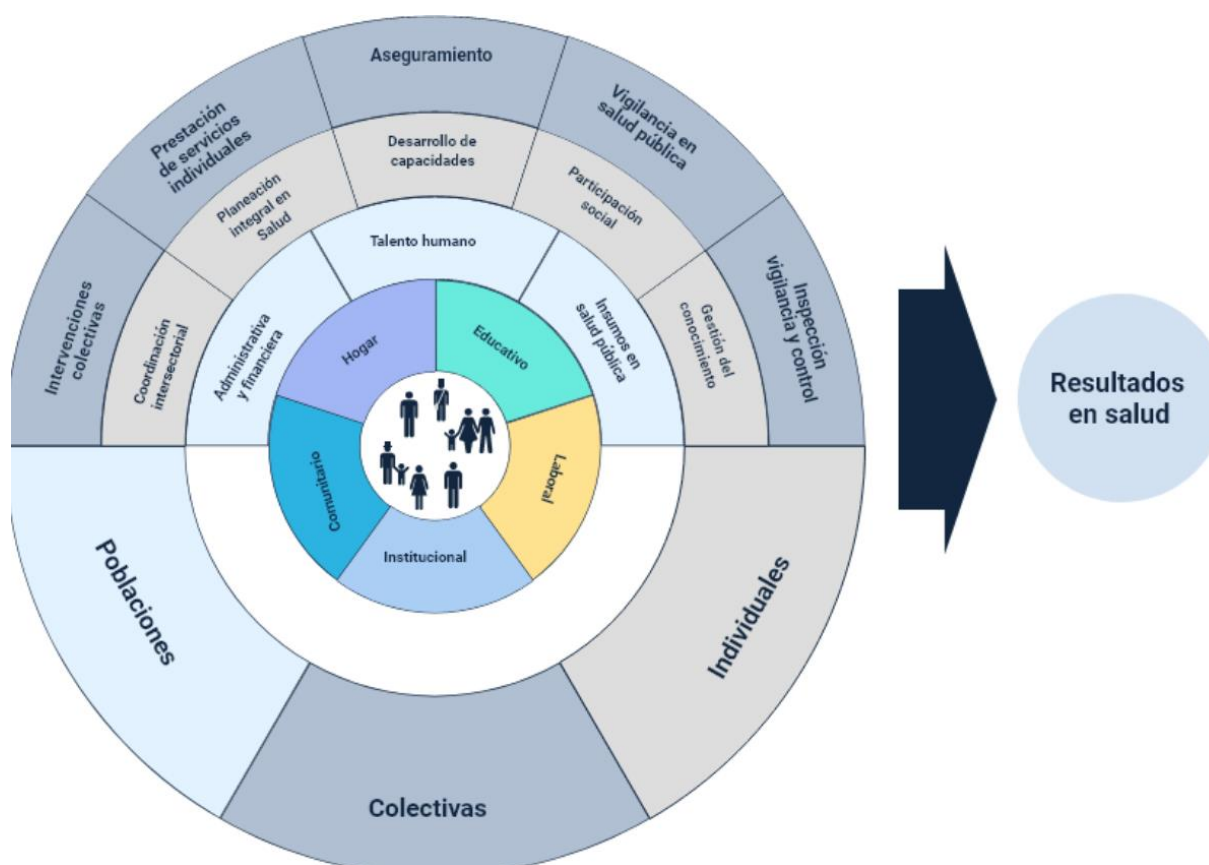 Aseguramiento
Prestación
de servicios
individuales
Vigilancia en
salud pública
Intervenciones
colectivas
Inspección
vigilancia y control
Desarrollo de
capacidades
Planeación
integral en
Salud
Participación
social
Coordinación
intersectorial
Gestión del
conocimiento
Talento humano
Administrativa
y financiera
Insumos en
salud pública
Hogar
Educativo
Comunitario
Laboral
Institucional
Poblaciones
Individuales
Colectivas
Resultados
en salud